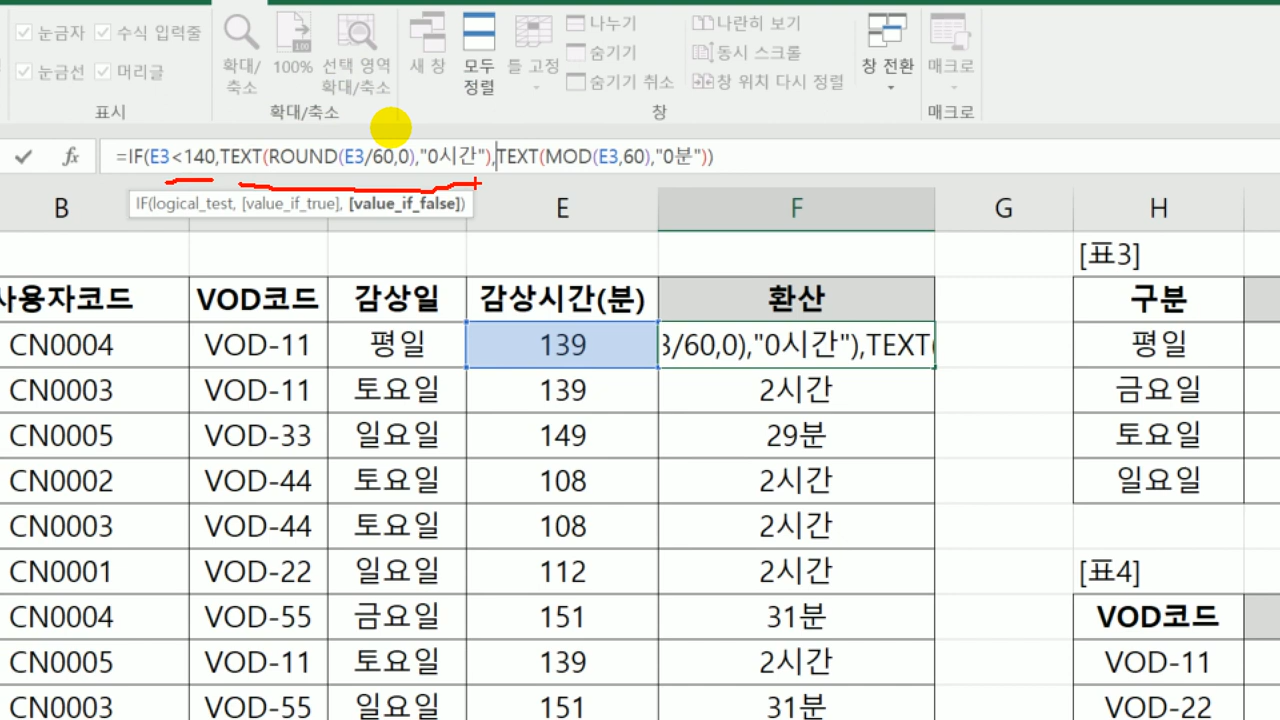 눈금자 수식 입력줄
눈금선 머리글
표시
확대/
축소
100%
선택 영역
확대/축소
확대/축소
새 창
모두
정렬
틀 고정
나누기
숨기기
숨기기 취소
나란히 보기
동시 스크롤
창 위치 다시 정렬
창 전환
창
매크로
매크로
fx =IF(E3<140,TEXT(ROUND(E3/60,0),"0시간"),TEXT(MOD(E3,60),"0분"))
IF(logical_test, [value_if_true], [value_if_false])
B E F G H
[표3]
사용자코드 VOD코드 감상일 감상시간(분) 환산 구분
CN0004 VOD-11 평일 139 3/60,0),"0시간"),TEXT( 평일
CN0003 VOD-11 토요일 139 2시간 금요일
CN0005 VOD-33 일요일 149 29분 토요일
CN0002 VOD-44 토요일 108 2시간 일요일
CN0003 VOD-44 토요일 108 2시간
CN0001 VOD-22 일요일 112 2시간 [표4]
CN0004 VOD-55 금요일 151 31분 VOD코드
CN0005 VOD-11 토요일 139 2시간 VOD-11
CN0003 VOD-55 일요일 151 31분 VOD-22